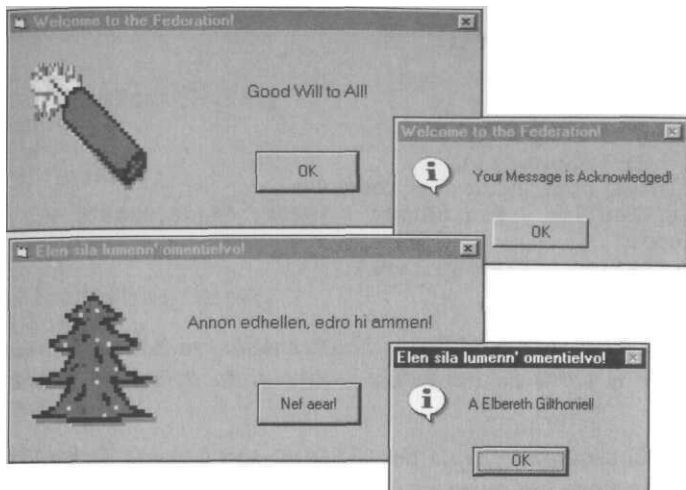 Welcome to the Federation!
Good Will to All!
OK
Welcome to the Federation!
Your Message is Acknowledged!
OK
Elen sila lumenn' omentielvo!
Annon edhellen, edro hi ammen!
Nef aear!
Elen sila lumenn' omentielvo!
A Elbereth Gilthoniel!
OK